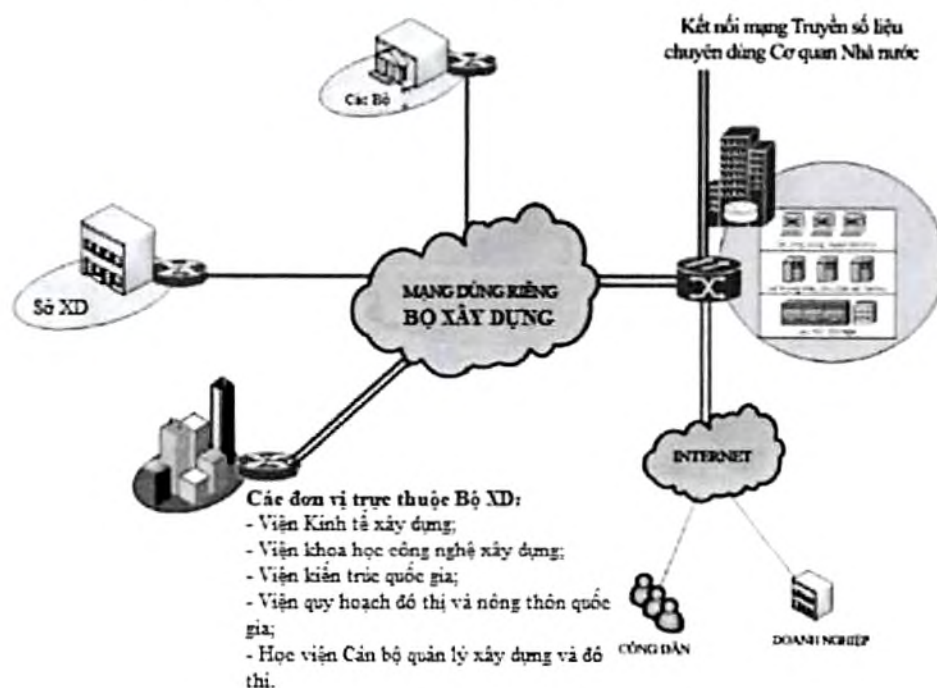 Kết nối mạng Truyền số liệu
chuyên dùng Cơ quan Nhà nước
Các Bộ
Sở XD
MẠNG DÙNG RIÊNG
BỘ XÂY DỰNG
INTERNET
Các đơn vị trực thuộc Bộ XD:
- Viện Kinh tế xây dựng;
- Viện khoa học công nghệ xây dựng;
- Viện kiến trúc quốc gia;
- Viện quy hoạch đô thị và nông thôn quốc
gia;
- Học viện Cán bộ quản lý xây dựng và đô
thị.
CÔNG DÂN
DOANH NGHIỆP